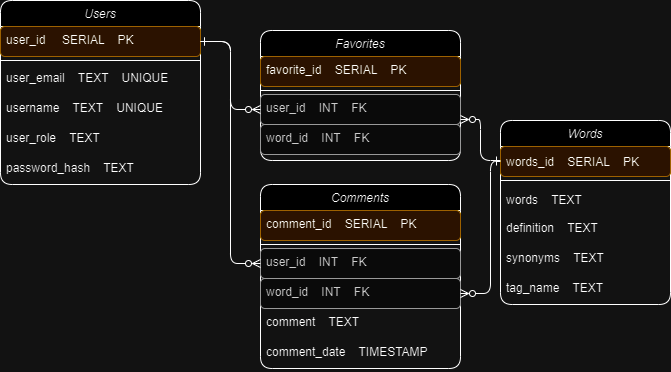 Users
user_id SERIAL PK
user_email TEXT UNIQUE
username TEXT UNIQUE
user_role TEXT
password_hash TEXT
Favorites
favorite_id SERIAL PK
user_id INT FK
word_id INT FK
Comments
comment_id SERIAL PK
user_id INT FK
word_id INT FK
comment TEXT
comment_date TIMESTAMP
Words
words_id SERIAL PK
words TEXT
definition TEXT
synonyms TEXT
tag_name TEXT